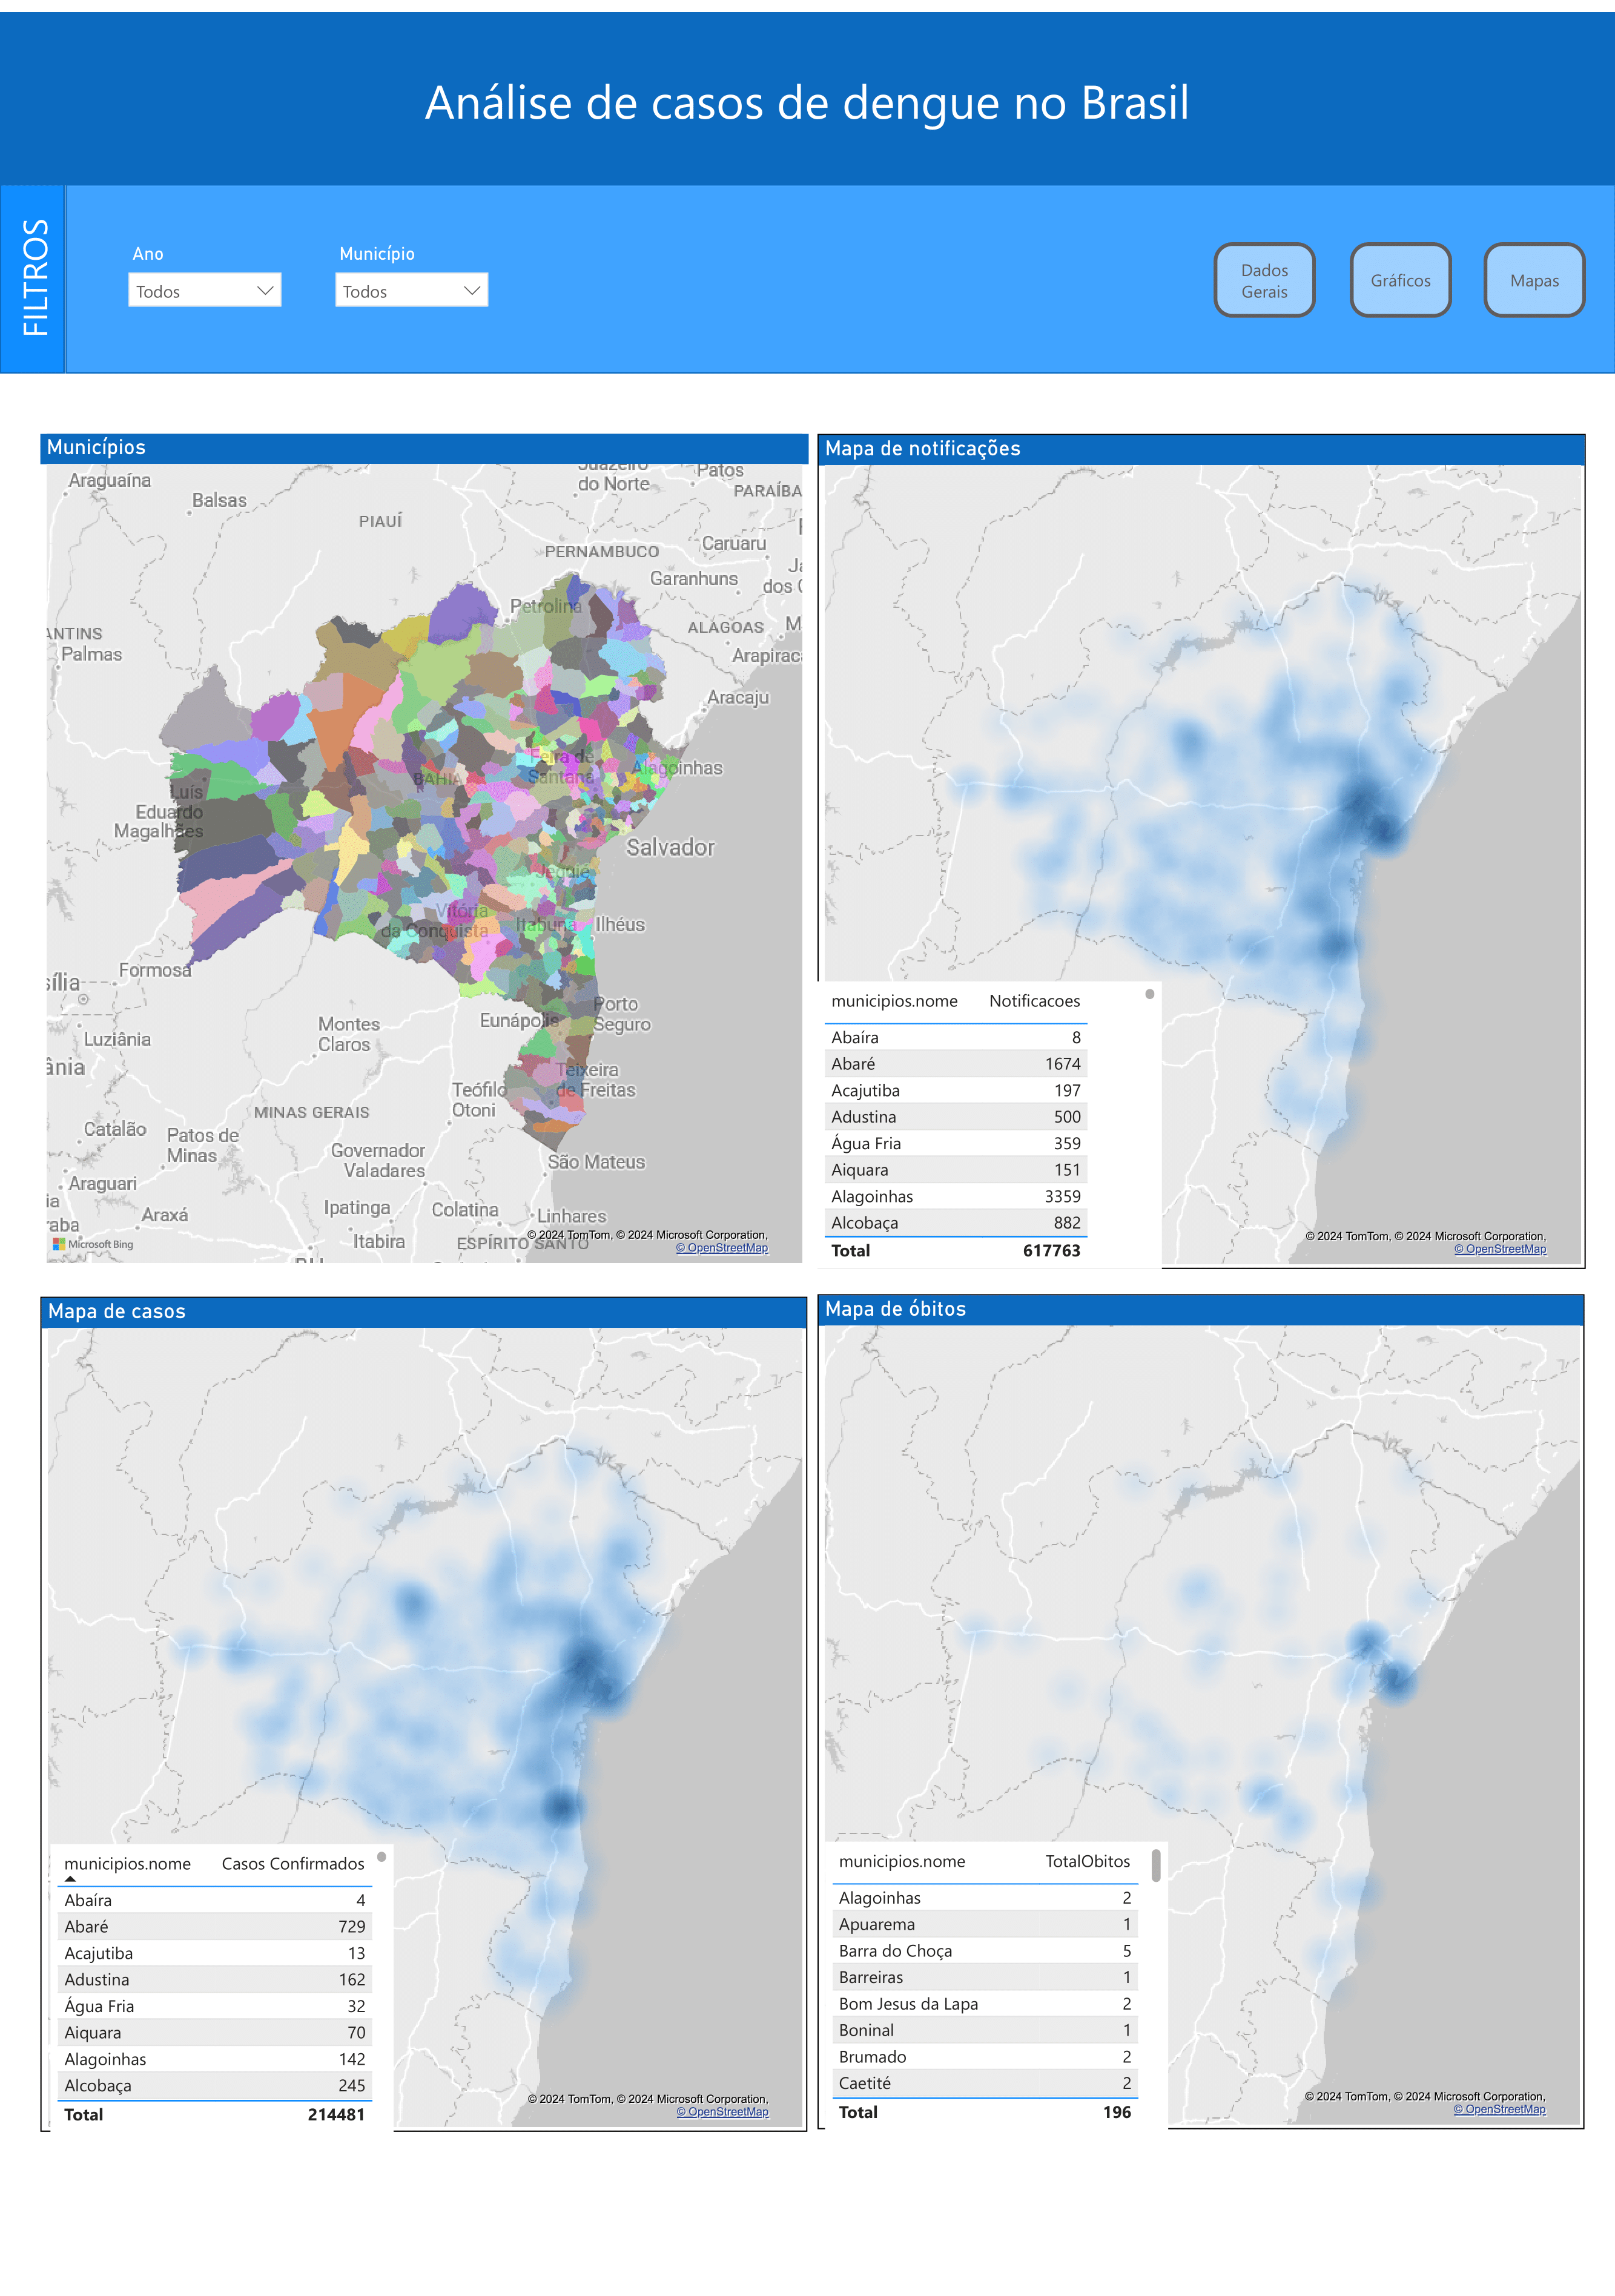 Análise de casos de dengue no Brasil
FILTROS
Ano
Todos
Município
Todos
Dados
Gerais
Gráficos
Mapas
Municípios
Araguaína
Balsas
Juazeiro
do Norte
Patos
PARAÍBA
PIAUÍ
PERNAMBUCO
Caruaru
Garanhuns
dos
Petrolina
ALAGOAS
ANTINS
Palmas
Arapirac
Aracaju
Feira de
Santana
Alagoinhas
BAHIA
Luís
Eduardo
Magalhães
Salvador
Jequié
Vitória
da Conquista
Itabuna
Ilhéus
Formosa
sília
Porto
Seguro
Eunápolis
Luziânia
Montes
Claros
ânia
Teixeira
de Freitas
Teófilo
Otoni
MINAS GERAIS
Catalão
Patos de
Minas
Governador
Valadares
São Mateus
Araguari
Ipatinga
Colatina
Linhares
Araxá
raba
Itabira
ESPÍRITO SANTO
Microsoft Bing
© 2024 TomTom, © 2024 Microsoft Corporation,
© OpenStreetMap
Mapa de notificações
municipios.nome Notificacoes
Abaíra 8
Abaré 1674
Acajutiba 197
Adustina 500
Água Fria 359
Aiquara 151
Alagoinhas 3359
Alcobaça 882
Total 617763
© 2024 TomTom, © 2024 Microsoft Corporation,
© OpenStreetMap
Mapa de casos
municipios.nome Casos Confirmados
Abaíra 4
Abaré 729
Acajutiba 13
Adustina 162
Água Fria 32
Aiquara 70
Alagoinhas 142
Alcobaça 245
Total 214481
© 2024 TomTom, © 2024 Microsoft Corporation,
© OpenStreetMap
Mapa de óbitos
municipios.nome TotalObitos
Alagoinhas 2
Apuarema 1
Barra do Choça 5
Barreiras 1
Bom Jesus da Lapa 2
Boninal 1
Brumado 2
Caetité 2
Total 196
© 2024 TomTom, © 2024 Microsoft Corporation,
© OpenStreetMap